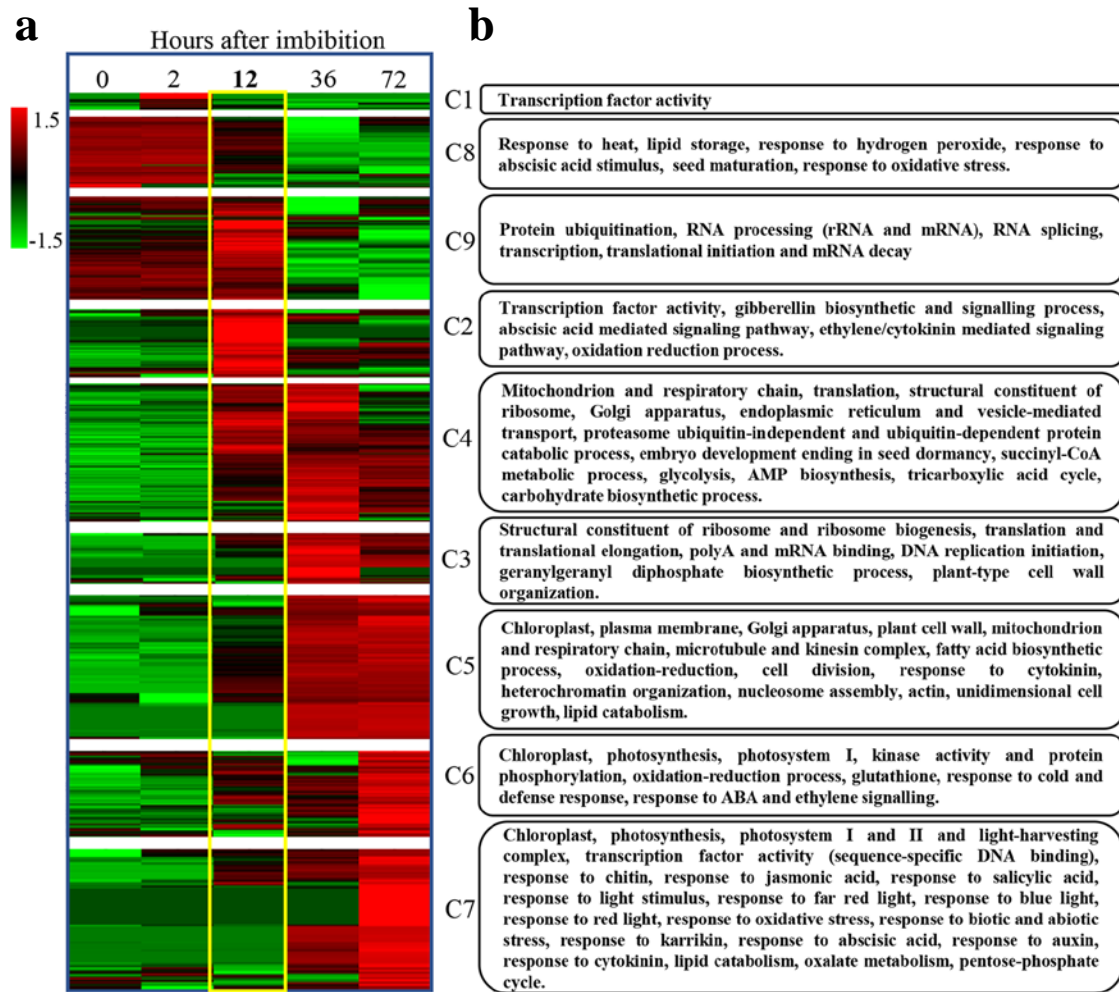 a
b
Hours after imbibition
0 2 12 36 72
1.5
-1.5
C1
Transcription factor activity
C8
Response to heat, lipid storage, response to hydrogen peroxide, response to
abscisic acid stimulus, seed maturation, response to oxidative stress.
C9
Protein ubiquitination, RNA processing (rRNA and mRNA), RNA splicing,
transcription, translational initiation and mRNA decay
C2
Transcription factor activity, gibberellin biosynthetic and signalling process,
abscisic acid mediated signaling pathway, ethylene/cytokinin mediated signaling
pathway, oxidation reduction process.
C4
Mitochondrion and respiratory chain, translation, structural constituent of
ribosome, Golgi apparatus, endoplasmic reticulum and vesicle-mediated
transport, proteasome ubiquitin-independent and ubiquitin-dependent protein
catabolic process, embryo development ending in seed dormancy, succinyl-CoA
metabolic process, glycolysis, AMP biosynthesis, tricarboxylic acid cycle,
carbohydrate biosynthetic process.
C3
Structural constituent of ribosome and ribosome biogenesis, translation and
translational elongation, polyA and mRNA binding, DNA replication initiation,
geranylgeranyl diphosphate biosynthetic process, plant-type cell wall
organization.
C5
Chloroplast, plasma membrane, Golgi apparatus, plant cell wall, mitochondrion
and respiratory chain, microtubule and kinesin complex, fatty acid biosynthetic
process, oxidation-reduction, cell division, response to cytokinin,
heterochromatin organization, nucleosome assembly, actin, unidimensional cell
growth, lipid catabolism.
C6
Chloroplast, photosynthesis, photosystem I, kinase activity and protein
phosphorylation, oxidation-reduction process, glutathione, response to cold and
defense response, response to ABA and ethylene signalling.
C7
Chloroplast, photosynthesis, photosystem I and II and light-harvesting
complex, transcription factor activity (sequence-specific DNA binding),
response to chitin, response to jasmonic acid, response to salicylic acid,
response to light stimulus, response to far red light, response to blue light,
response to red light, response to oxidative stress, response to biotic and abiotic
stress, response to karrikin, response to abscisic acid, response to auxin,
response to cytokinin, lipid catabolism, oxalate metabolism, pentose-phosphate
cycle.